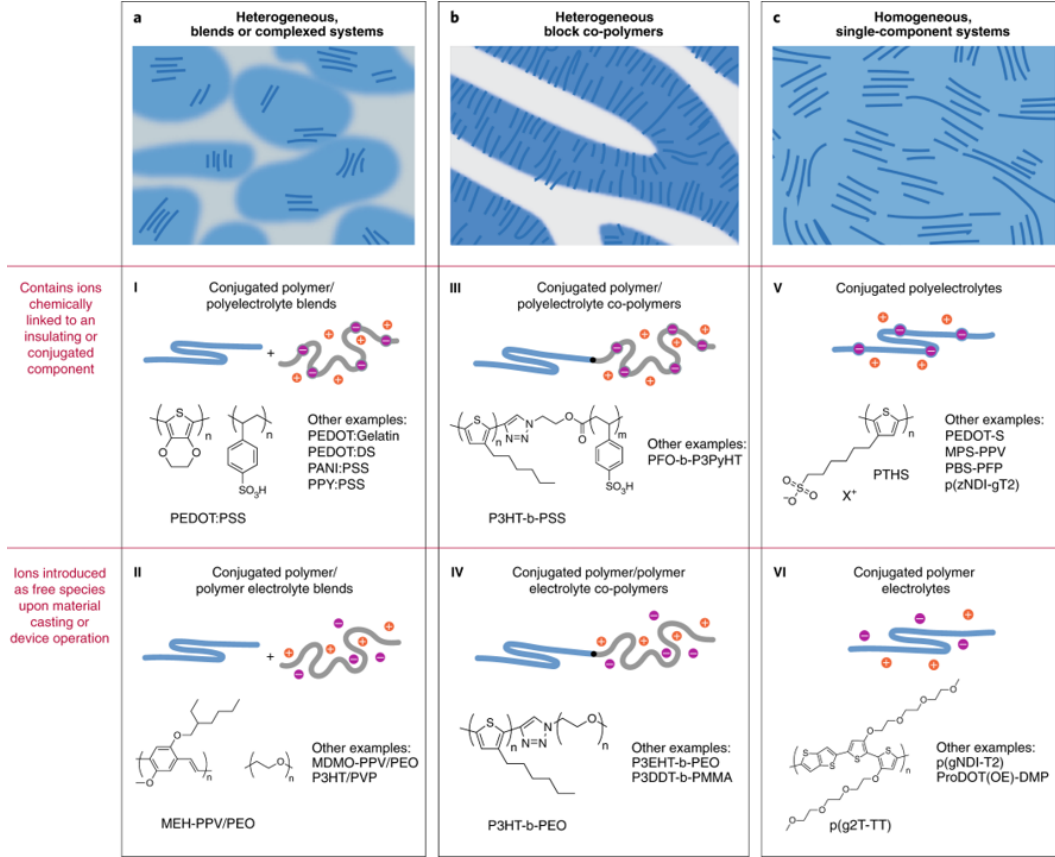 a
Heterogeneous,
blends or complexed systems
b
Heterogeneous
block co-polymers
c
Homogeneous,
single-component systems
Contains ions
chemically
linked to an
insulating or
conjugated
component
I
Conjugated polymer/
polyelectrolyte blends
+
+
+
+
+
−
−
−
−
S
n
O
O
n
SO3H
Other examples:
PEDOT:Gelatin
PEDOT:DS
PANI:PSS
PPY:PSS
PEDOT:PSS
III
Conjugated polymer/
polyelectrolyte co-polymers
+
+
+
+
−
−
−
−
S
n
N
N=N
O
O
m
SO3H
Other examples:
PFO-b-P3PyHT
P3HT-b-PSS
V
Conjugated polyelectrolytes
+
+
+
+
−
−
−
−
S
n
O
S
−O
O
X+
PTHS
Other examples:
PEDOT-S
MPS-PPV
PBS-PFP
p(zNDI-gT2)
Ions introduced
as free species
upon material
casting or
device operation
II
Conjugated polymer/
polymer electrolyte blends
+
+
+
+
+
−
−
−
−
O
O
n
O
n
Other examples:
MDMO-PPV/PEO
P3HT/PVP
MEH-PPV/PEO
IV
Conjugated polymer/polymer
electrolyte co-polymers
+
+
+
+
−
−
−
−
S
n
N
N=N
O
n
Other examples:
P3EHT-b-PEO
P3DDT-b-PMMA
P3HT-b-PEO
VI
Conjugated polymer
electrolytes
−
+
−
−
+
+
O
O
O
O
S
S
S
S
n
O
O
O
O
Other examples:
p(gNDI-T2)
ProDOT(OE)-DMP
p(g2T-TT)